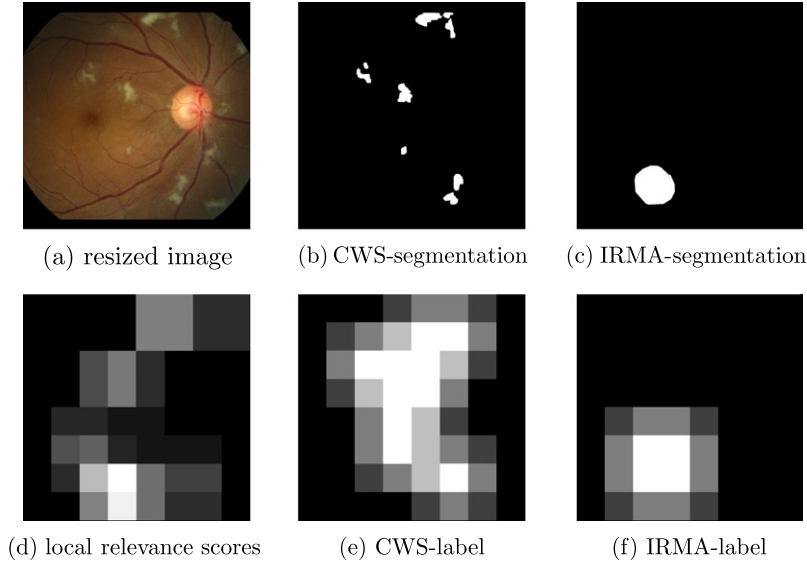 (a) resized image
(b) CWS-segmentation
(c) IRMA-segmentation
(d) local relevance scores
(e) CWS-label
(f) IRMA-label